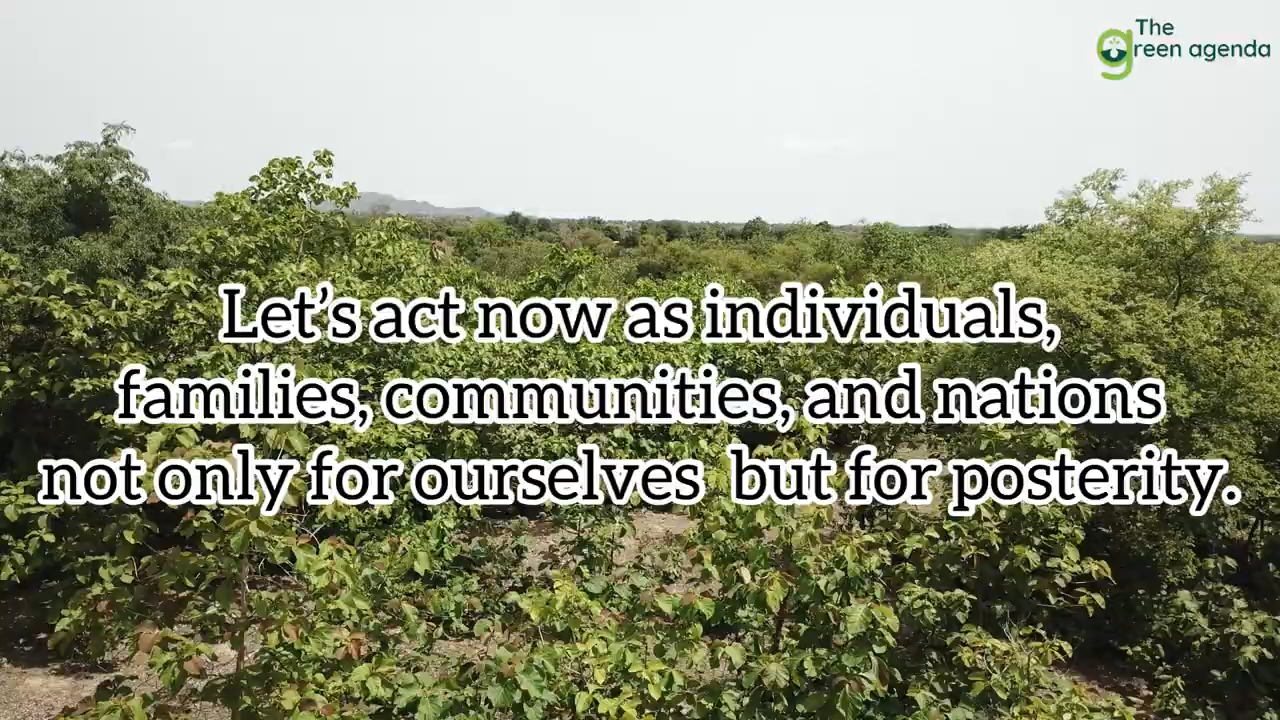 The
green agenda
Let’s act now as individuals,
families, communities, and nations
not only for ourselves  but for posterity.